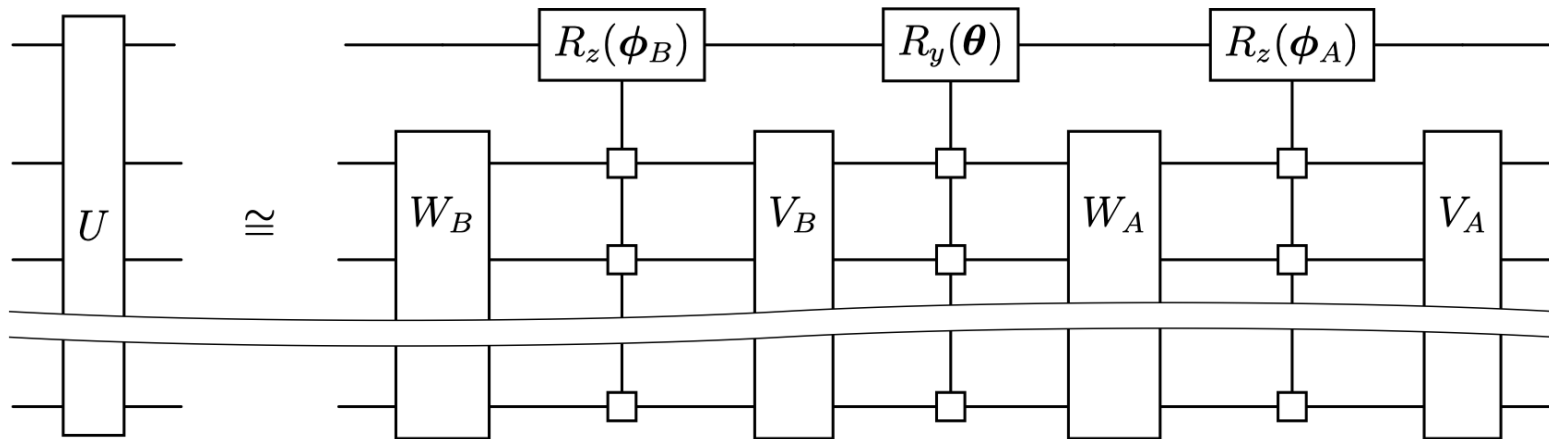 R_z(ϕ_B) R_y(θ) R_z(ϕ_A)
U ≅ W_B V_B W_A V_A